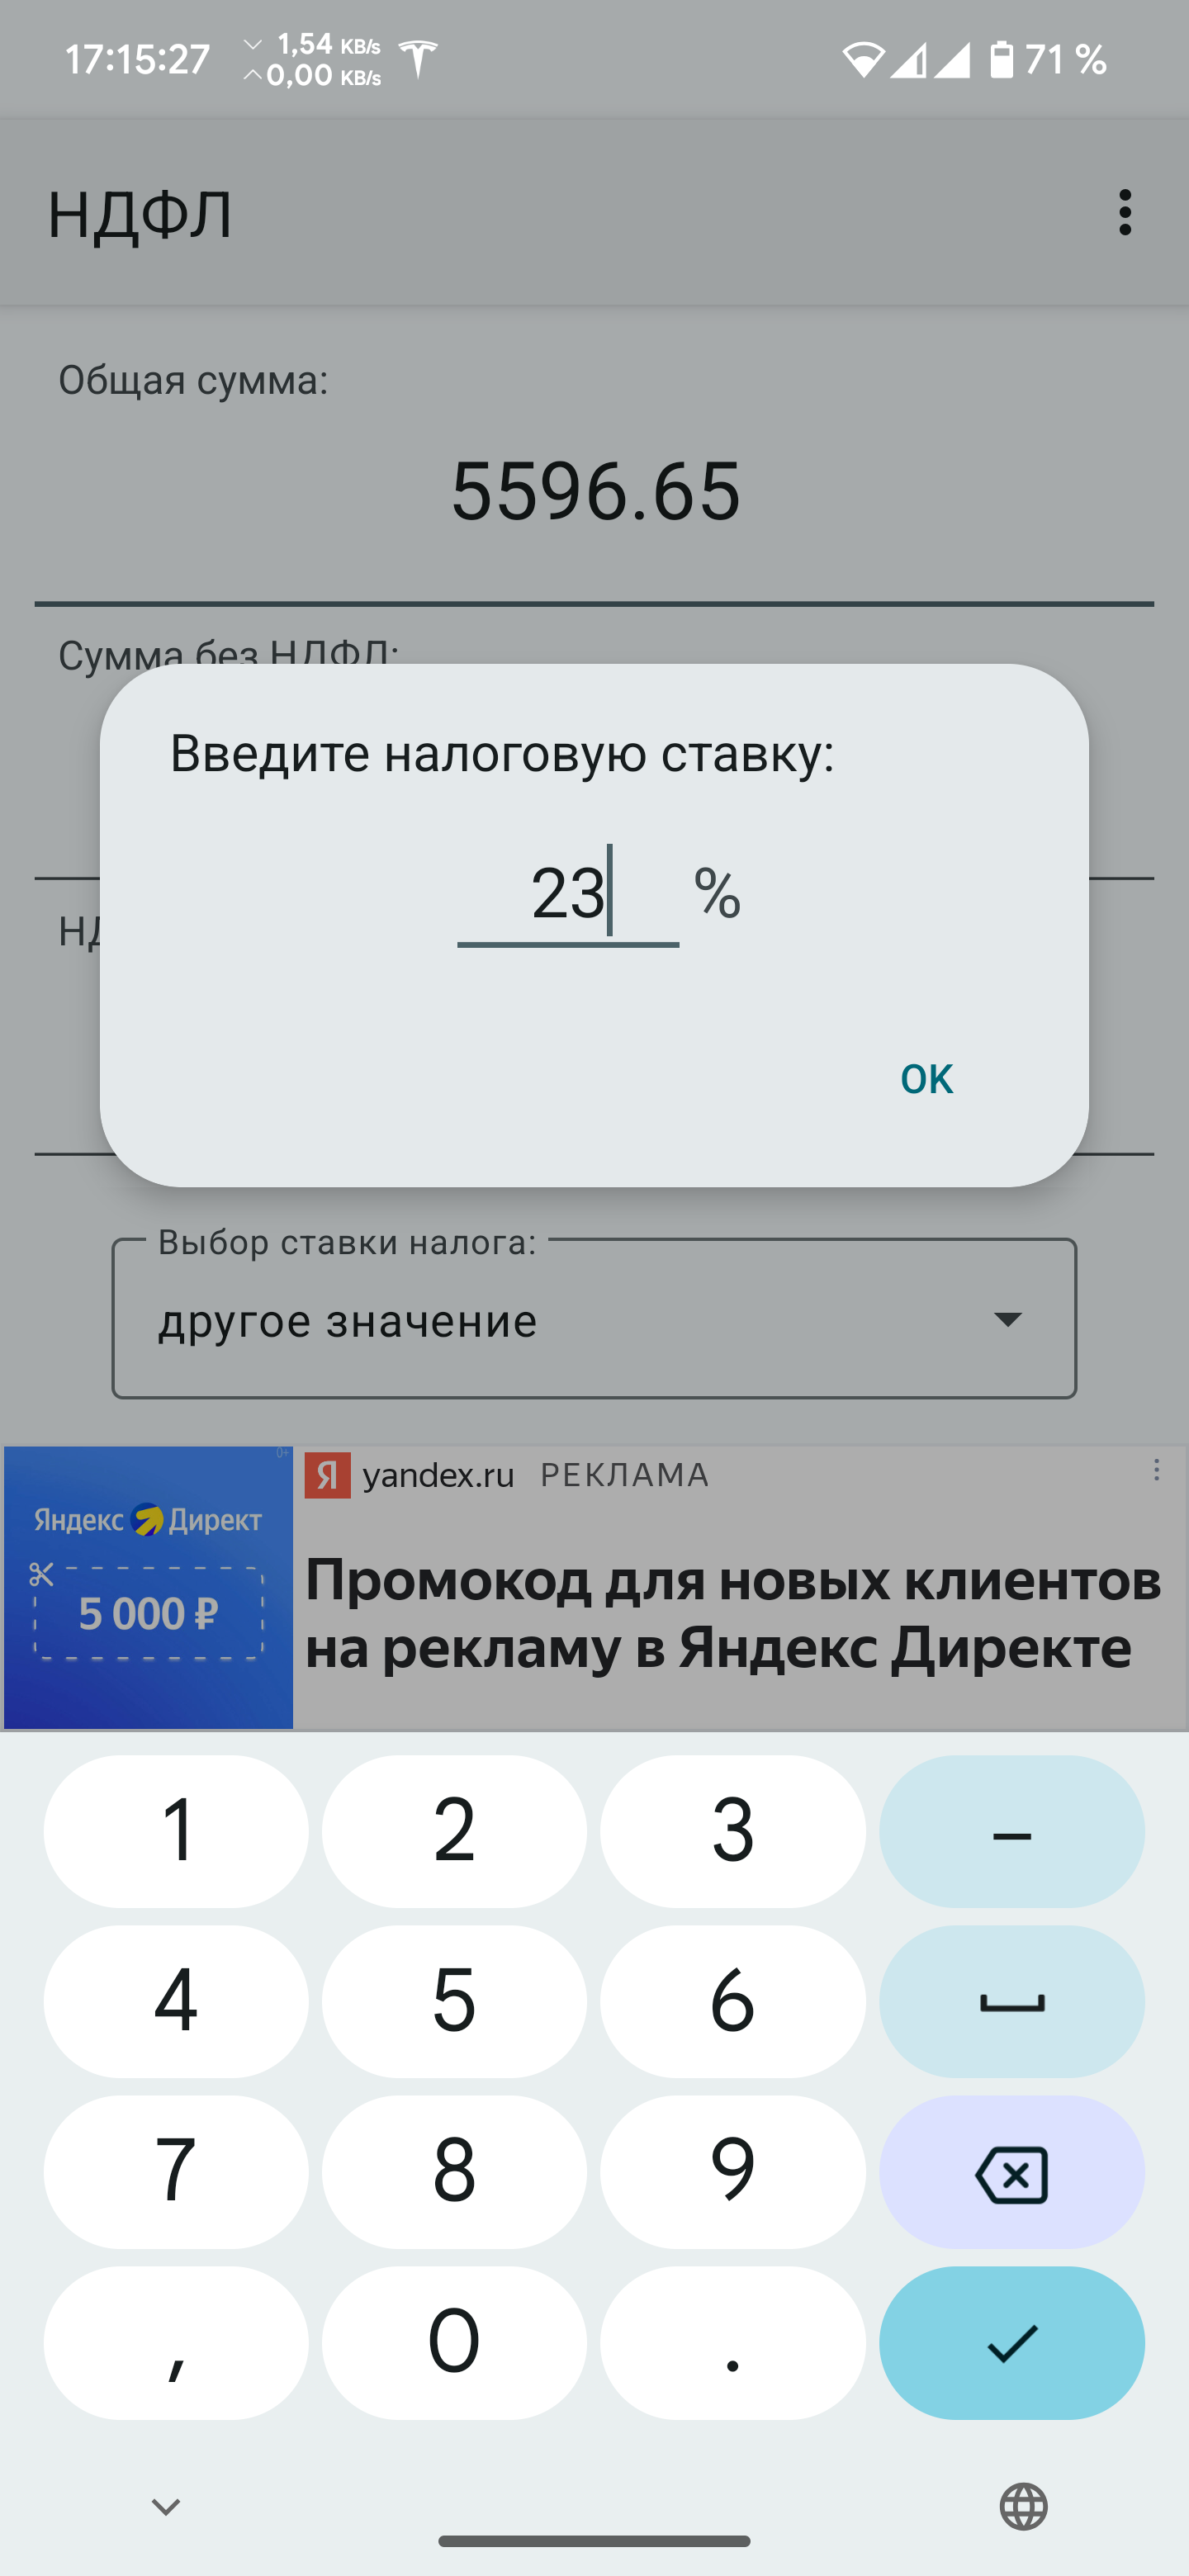 17:15:27
1,54 KB/s
0,00 KB/s
71 %
НДФЛ
Общая сумма:
5596.65
Сумма без НДФЛ:
Введите налоговую ставку:
23 %
НД
OK
Выбор ставки налога:
другое значение
0+
Яндекс Директ
5 000 ₽
Я yandex.ru РЕКЛАМА
Промокод для новых клиентов
на рекламу в Яндекс Директе
1 2 3 –
4 5 6
7 8 9
, 0 .